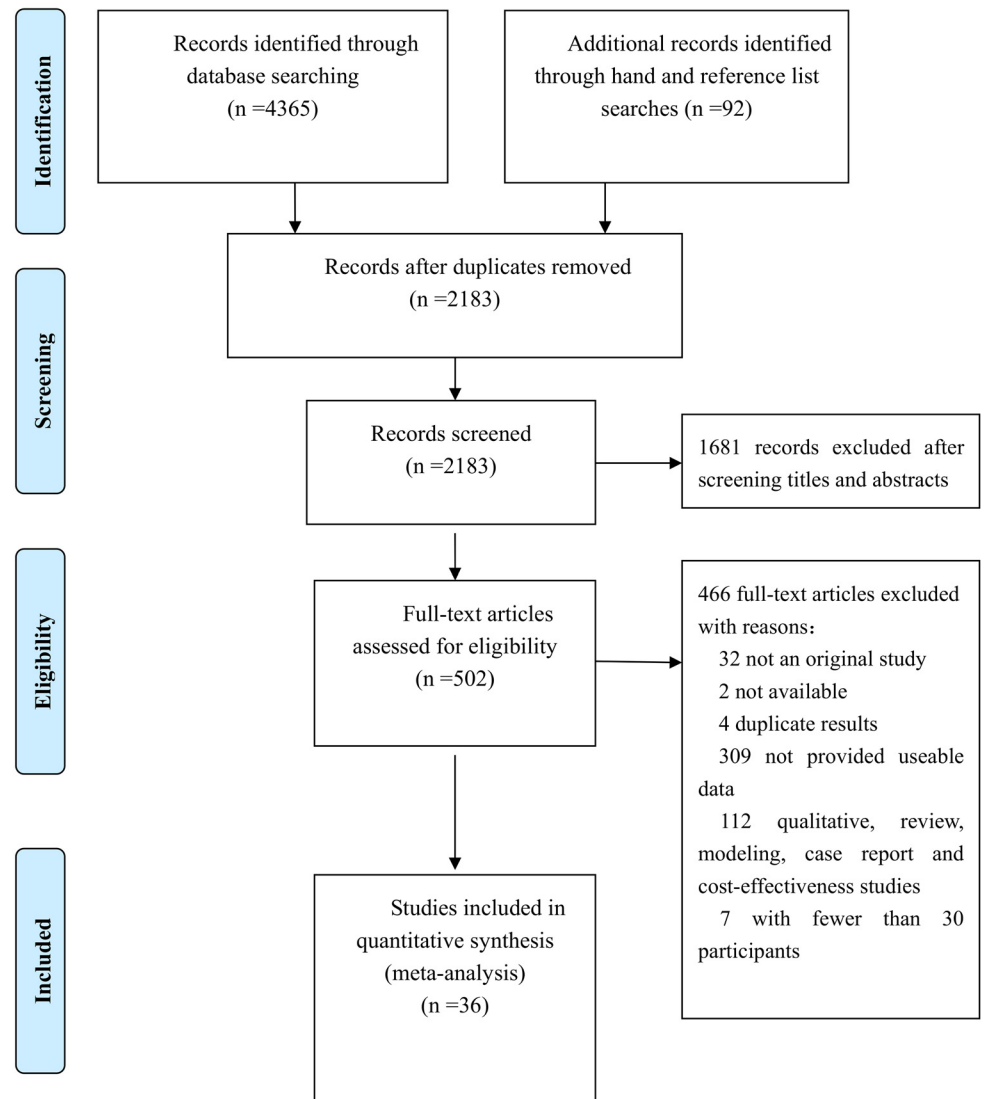 Identification
Records identified through
database searching
(n =4365)
Additional records identified
through hand and reference list
searches (n =92)
Screening
Records after duplicates removed
(n =2183)
Records screened
(n =2183)
1681 records excluded after
screening titles and abstracts
Eligibility
Full-text articles
assessed for eligibility
(n =502)
466 full-text articles excluded
with reasons：
32 not an original study
2 not available
4 duplicate results
309 not provided useable
data
112 qualitative, review,
modeling, case report and
cost-effectiveness studies
7 with fewer than 30
participants
Included
Studies included in
quantitative synthesis
(meta-analysis)
(n =36)